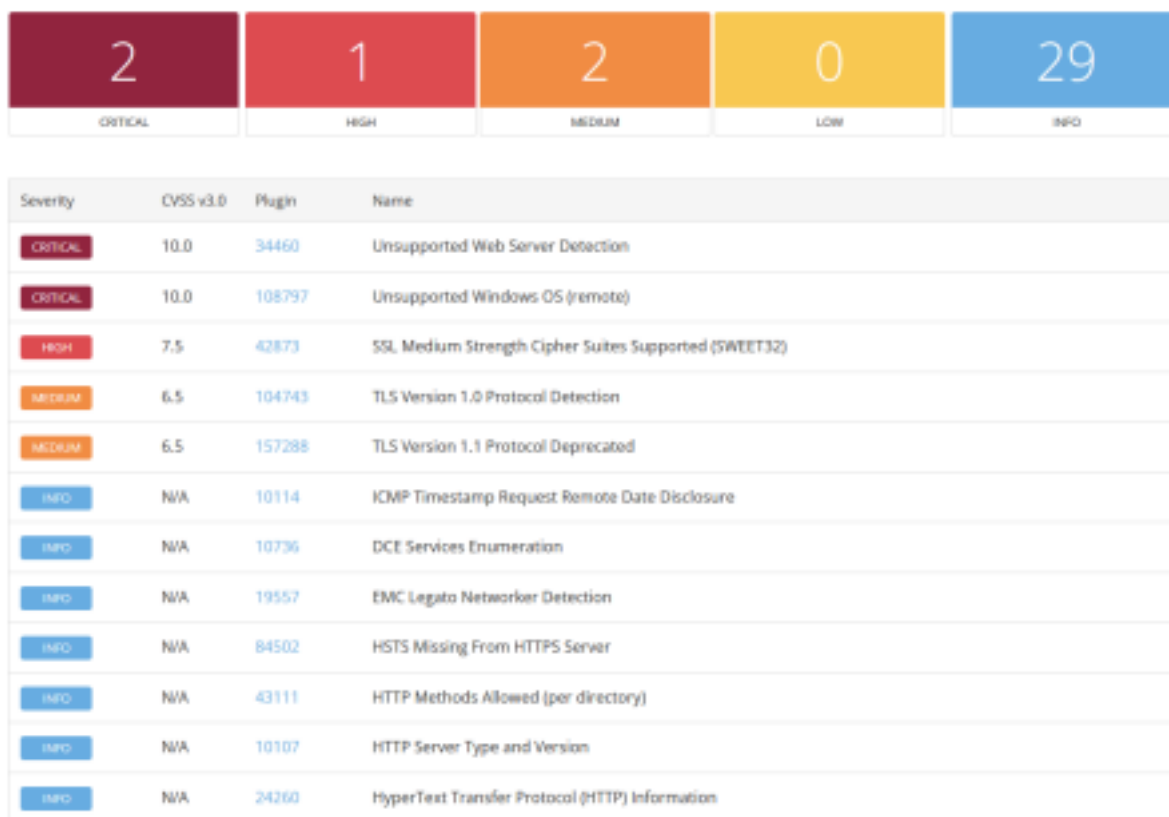 2 1 2 0 29
CRITICAL HIGH MEDIUM LOW INFO
Severity CVSS v3.0 Plugin Name
CRITICAL 10.0 34460 Unsupported Web Server Detection
CRITICAL 10.0 108797 Unsupported Windows OS (remote)
HIGH 7.5 42873 SSL Medium Strength Cipher Suites Supported (SWEET32)
MEDIUM 6.5 104743 TLS Version 1.0 Protocol Detection
MEDIUM 6.5 157288 TLS Version 1.1 Protocol Deprecated
INFO N/A 10114 ICMP Timestamp Request Remote Date Disclosure
INFO N/A 10736 DCE Services Enumeration
INFO N/A 19557 EMC Legato Networker Detection
INFO N/A 84502 HSTS Missing From HTTPS Server
INFO N/A 43111 HTTP Methods Allowed (per directory)
INFO N/A 10107 HTTP Server Type and Version
INFO N/A 24260 HyperText Transfer Protocol (HTTP) Information